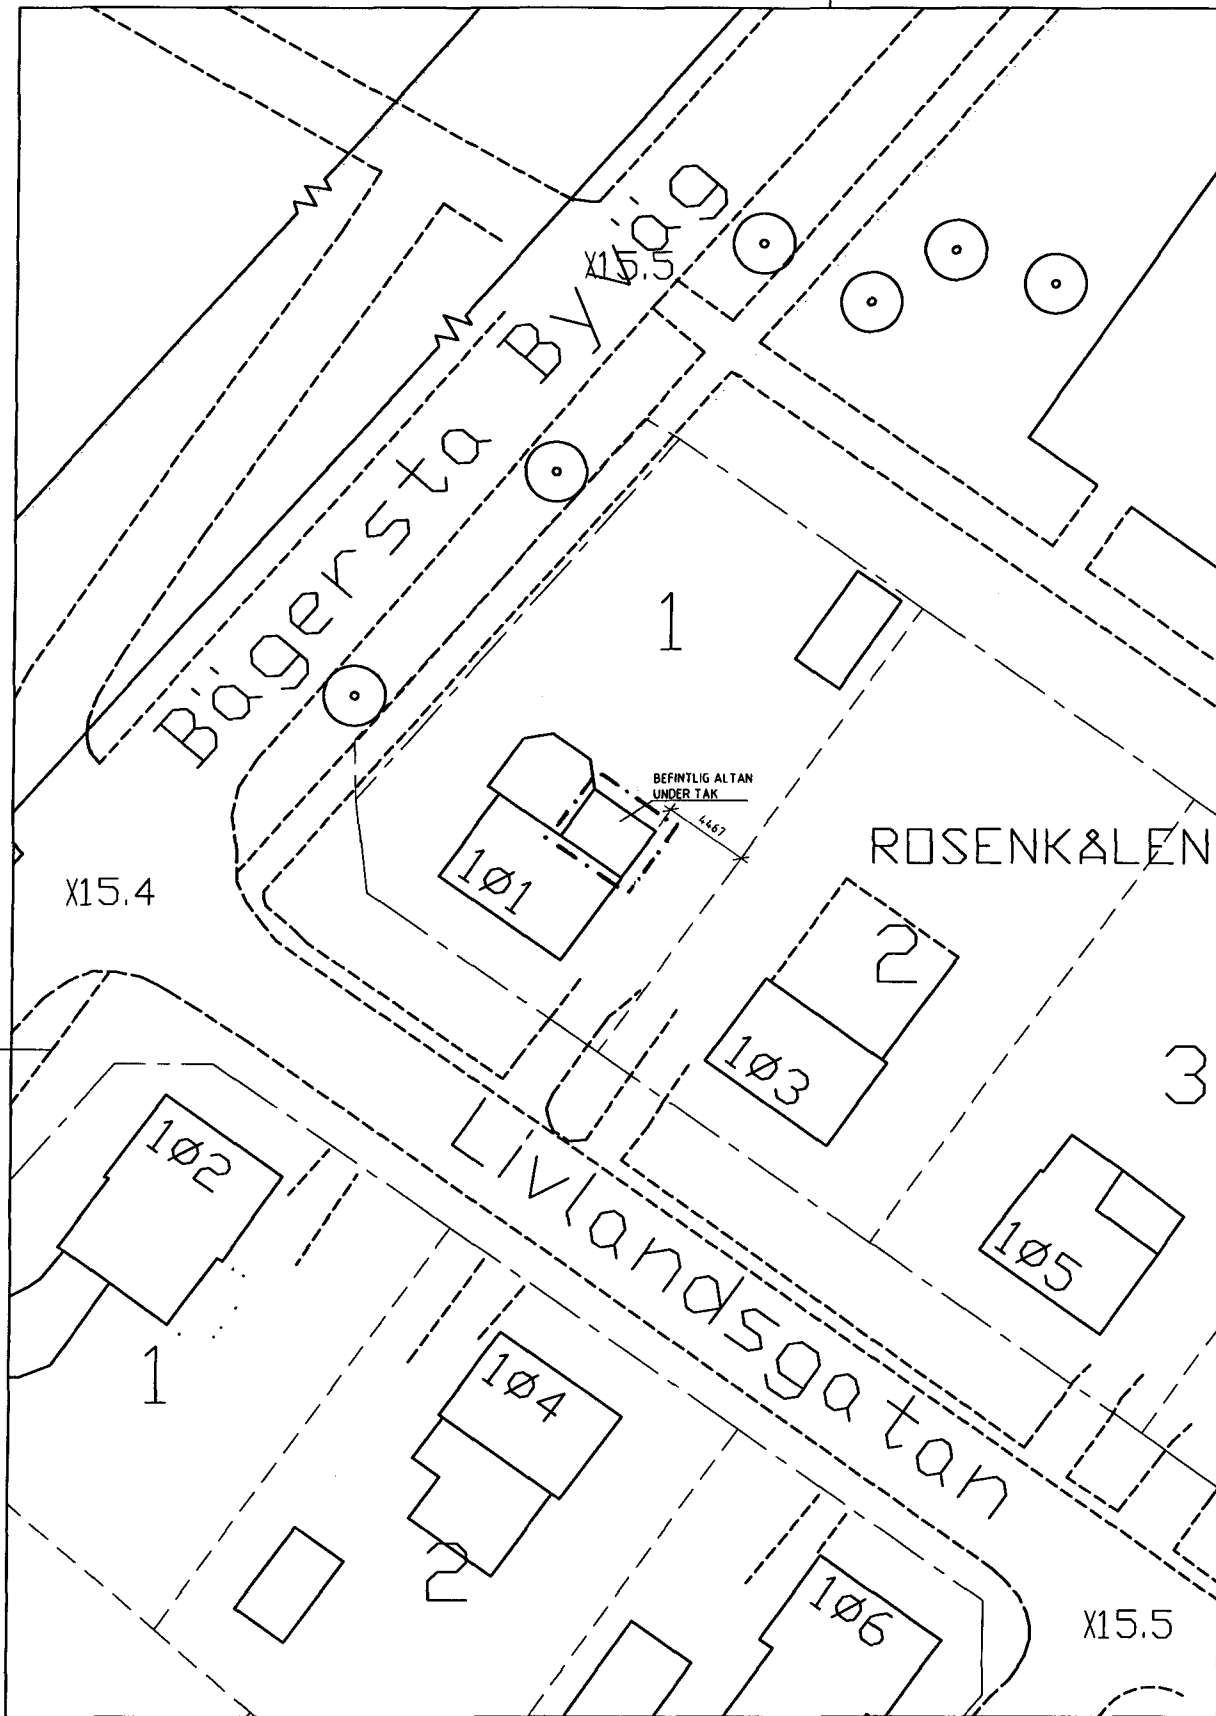 Bägersta Byväg
X15.5
1
BEFINTLIG ALTAN
UNDER TAK
4467
ROSENKÅLEN
1Ø1
X15.4
2
1Ø3
3
1Ø2
Livlandsgatan
1Ø5
1
1Ø4
2
1Ø6
X15.5